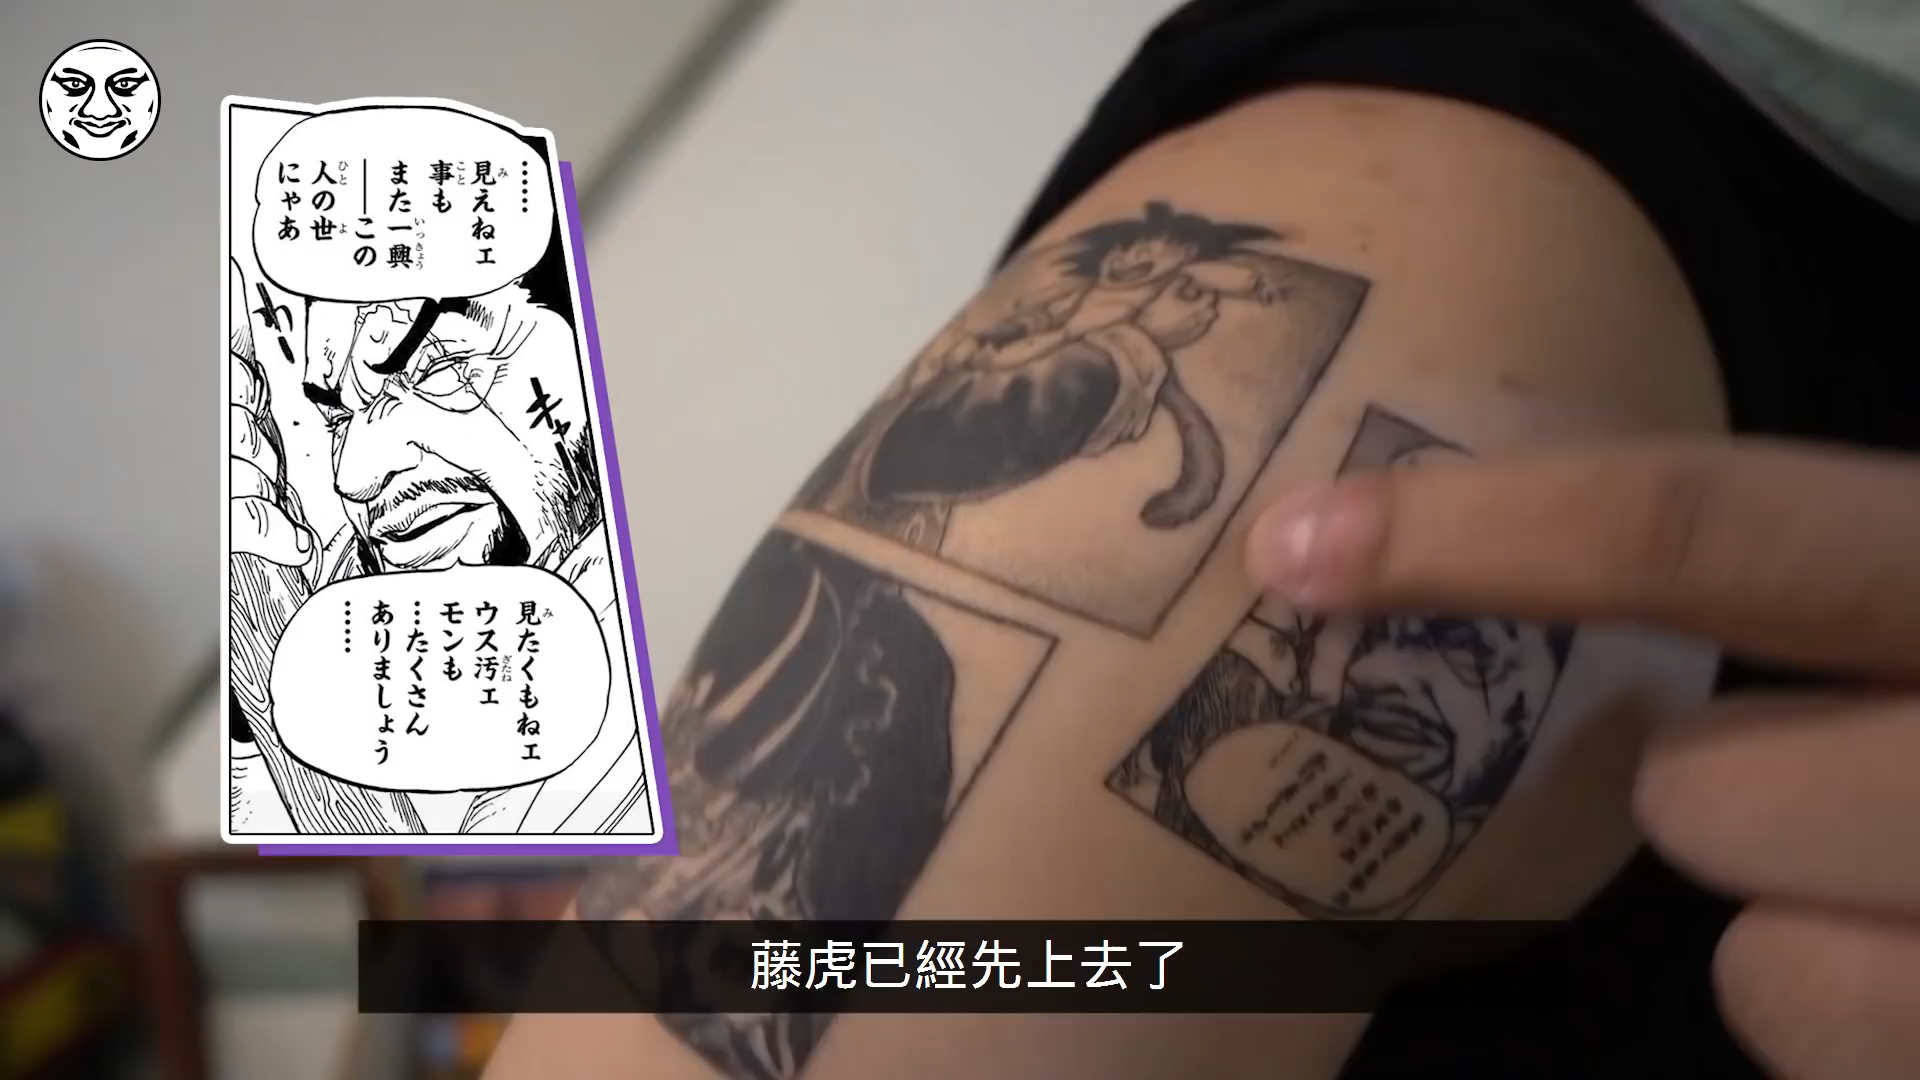 ……
見えねェ
事も
また一興
──この
人の世
にゃあ
チャ
見たくもねェ
ウス汚ェ
モンも
…たくさん
ありましょう
……
藤虎已經先上去了